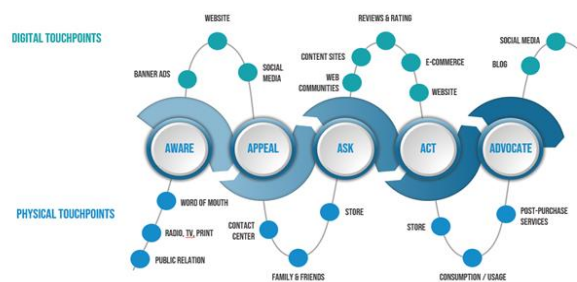 WEBSITE
REVIEWS & RATING
SOCIAL MEDIA
DIGITAL TOUCHPOINTS
CONTENT SITES
E-COMMERCE
BLOG
BANNER ADS
SOCIAL
MEDIA
WEB
COMMUNITIES
WEBSITE
AWARE
APPEAL
ASK
ACT
ADVOCATE
WORD OF MOUTH
STORE
PHYSICAL TOUCHPOINTS
CONTACT
CENTER
STORE
POST-PURCHASE
SERVICES
RADIO, TV, PRINT
PUBLIC RELATION
FAMILY & FRIENDS
CONSUMPTION / USAGE